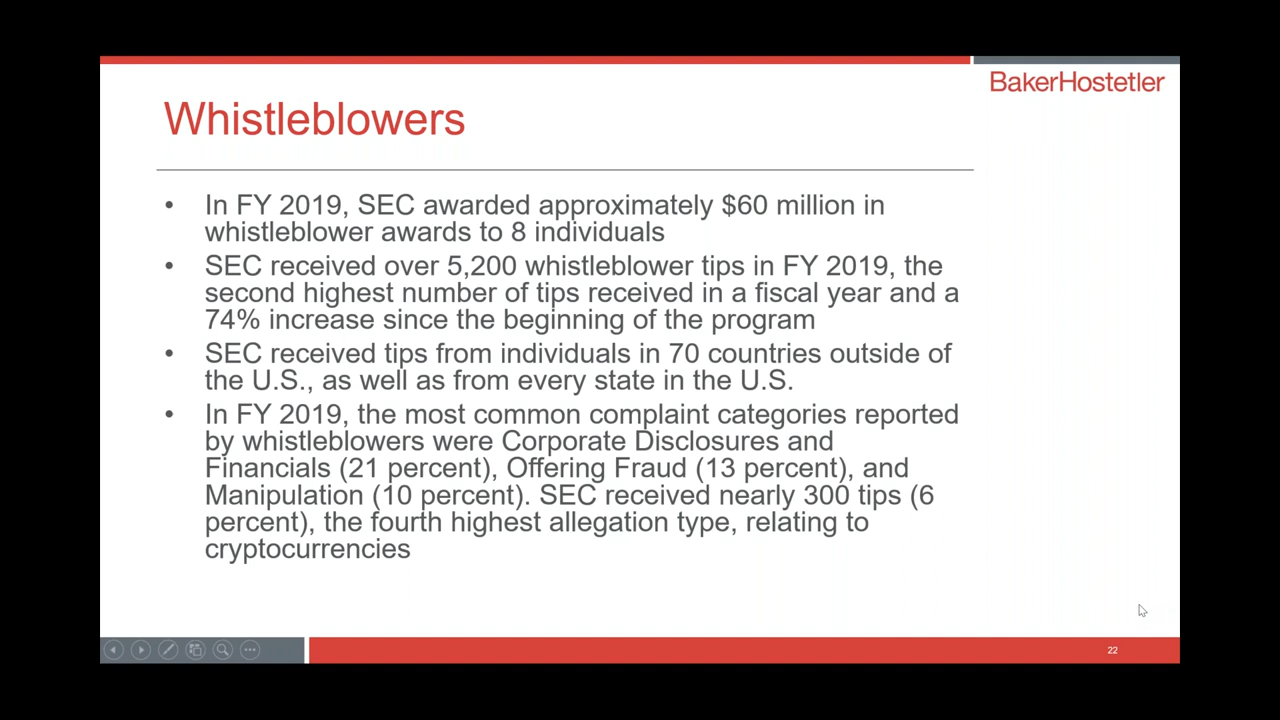 BakerHostetler
Whistleblowers
• In FY 2019, SEC awarded approximately $60 million in
whistleblower awards to 8 individuals
• SEC received over 5,200 whistleblower tips in FY 2019, the
second highest number of tips received in a fiscal year and a
74% increase since the beginning of the program
• SEC received tips from individuals in 70 countries outside of
the U.S., as well as from every state in the U.S.
• In FY 2019, the most common complaint categories reported
by whistleblowers were Corporate Disclosures and
Financials (21 percent), Offering Fraud (13 percent), and
Manipulation (10 percent). SEC received nearly 300 tips (6
percent), the fourth highest allegation type, relating to
cryptocurrencies
22